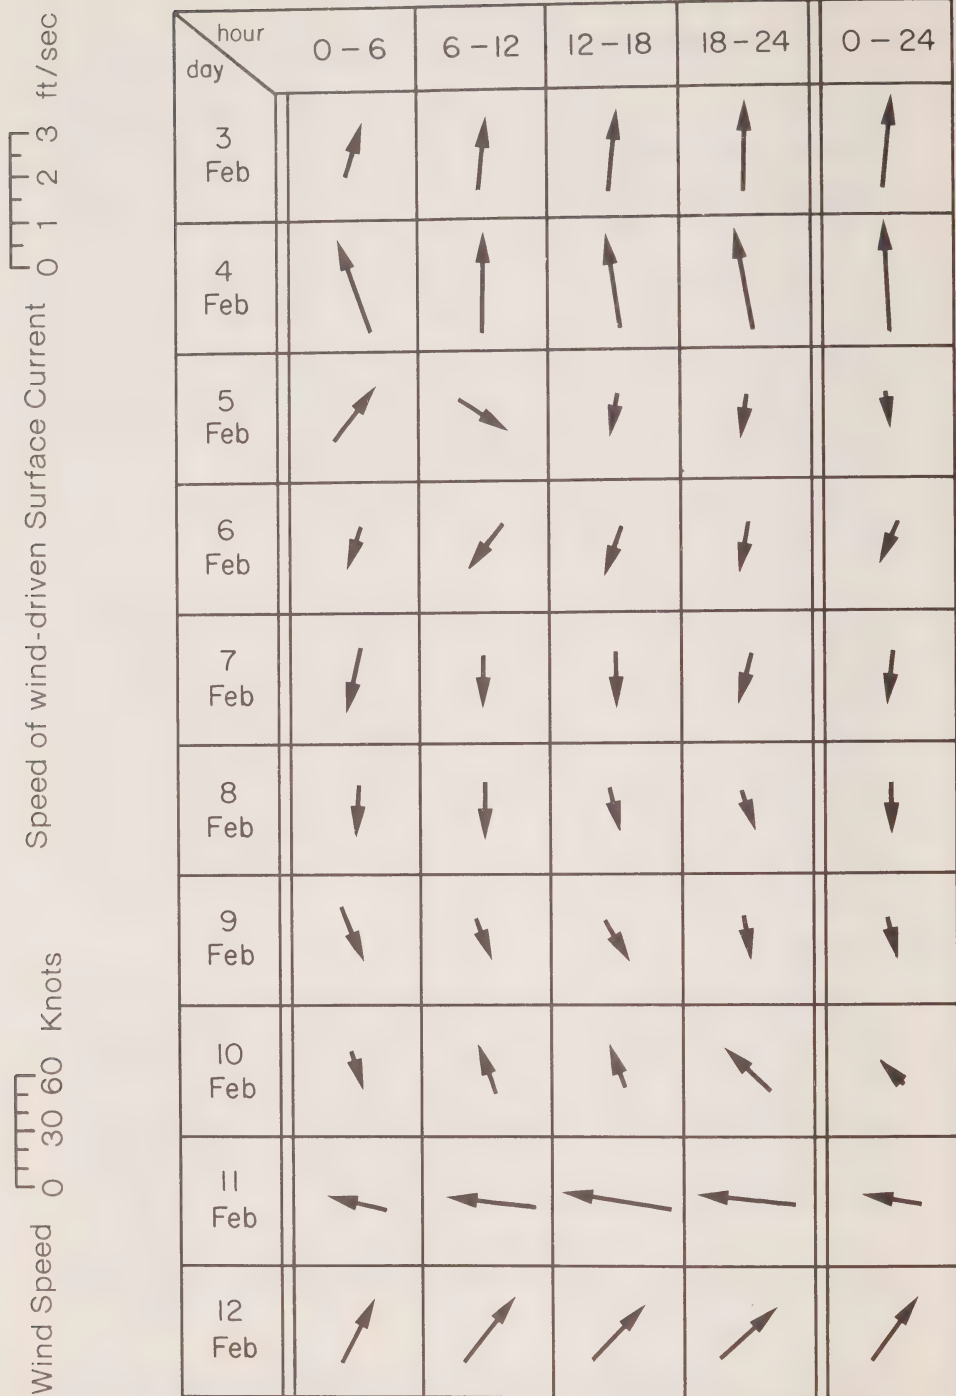 Wind Speed 0 30 60 Knots
Speed of wind-driven Surface Current 0 1 2 3 ft/sec
hour
day
0 – 6 6 – 12 12 – 18 18 – 24 0 – 24
3
Feb
4
Feb
5
Feb
6
Feb
7
Feb
8
Feb
9
Feb
10
Feb
11
Feb
12
Feb